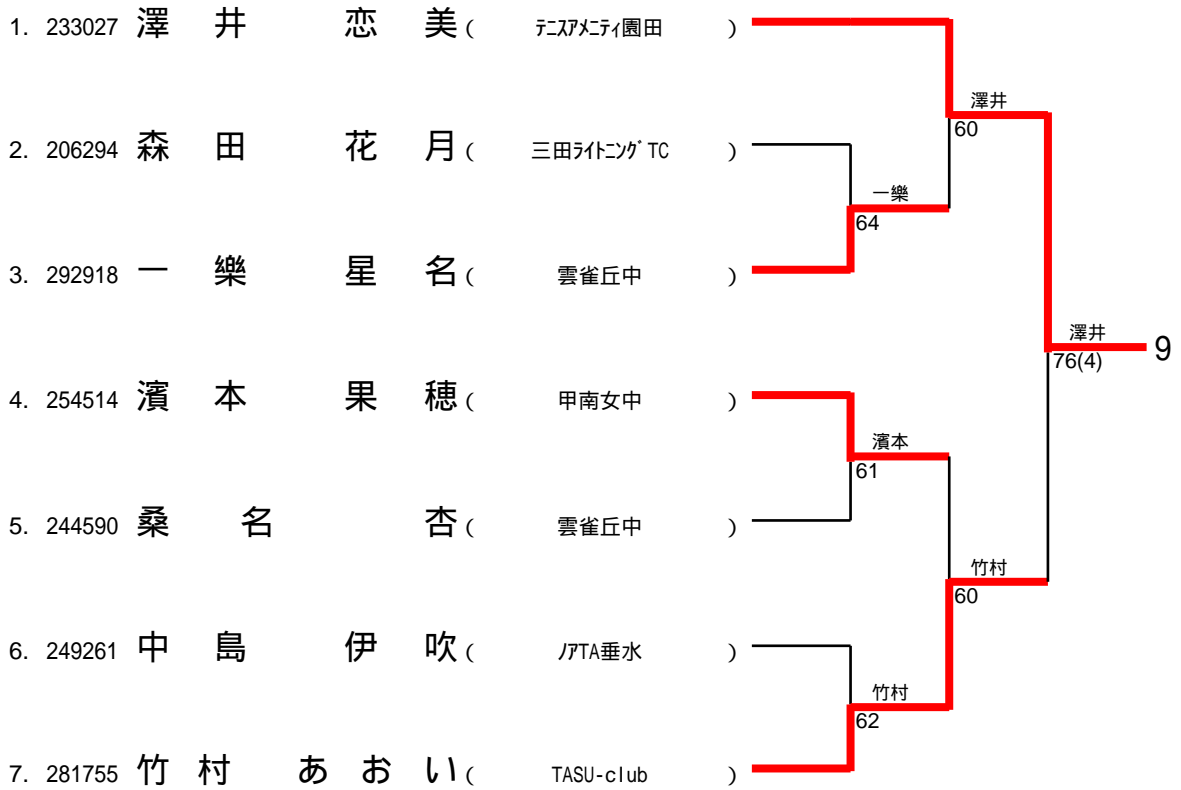 1. 233027 澤井 恋美 ( テニスアメニティ園田 )
澤井
60
2. 206294 森田 花月 ( 三田ライトニングTC )
一樂
64
3. 292918 一樂 星名 ( 雲雀丘中 )
澤井
76(4)
9
4. 254514 濱本 果穂 ( 甲南女中 )
濱本
61
5. 244590 桑名 杏 ( 雲雀丘中 )
竹村
60
6. 249261 中島 伊吹 ( ノアTA垂水 )
竹村
62
7. 281755 竹村 あおい ( TASU-club )